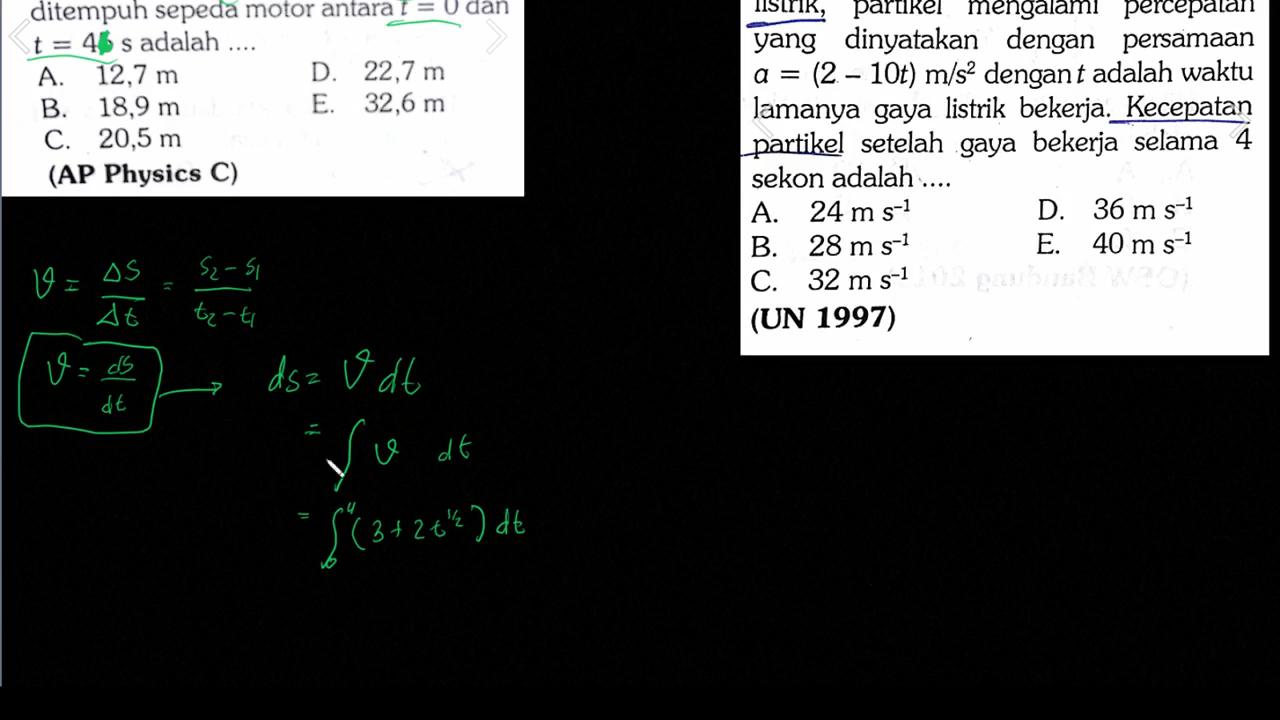 ditempuh sepeda motor antara t = 0 dan
t = 4 s adalah ....
A. 12,7 m
B. 18,9 m
C. 20,5 m
D. 22,7 m
E. 32,6 m
(AP Physics C)
v = Δs/Δt = s₂ - s₁/t₂ - t₁
v = ds/dt → ds = v dt
= ∫ v dt
= ∫₀⁴ (3 + 2t^1/2) dt
listrik, partikel mengalami percepatan
yang dinyatakan dengan persamaan
a = (2 – 10t) m/s² dengan t adalah waktu
lamanya gaya listrik bekerja. Kecepatan
partikel setelah gaya bekerja selama 4
sekon adalah ....
A. 24 m s⁻¹
B. 28 m s⁻¹
C. 32 m s⁻¹
D. 36 m s⁻¹
E. 40 m s⁻¹
(UN 1997)